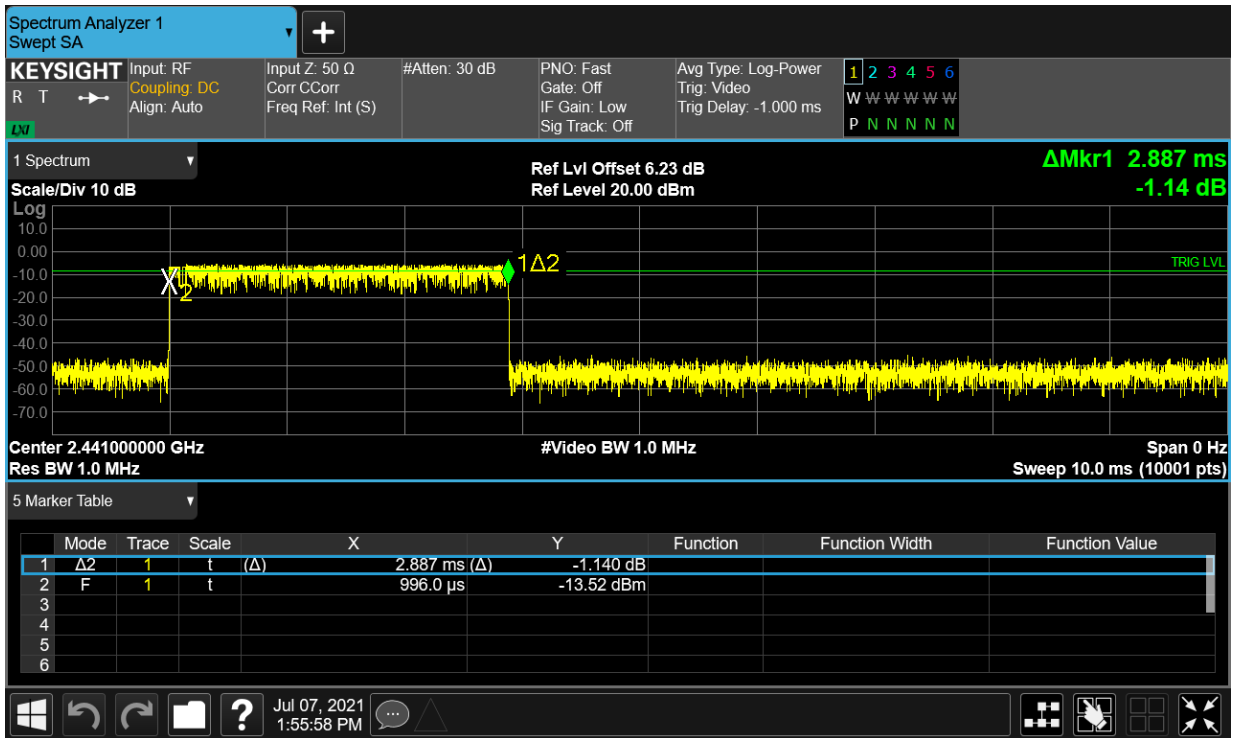 Spectrum Analyzer 1
Swept SA
KEYSIGHT
R T
LXI
Input: RF
Coupling: DC
Align: Auto
Input Z: 50 Ω
Corr CCorr
Freq Ref: Int (S)
#Atten: 30 dB
PNO: Fast
Gate: Off
IF Gain: Low
Sig Track: Off
Avg Type: Log-Power
Trig: Video
Trig Delay: -1.000 ms
1 2 3 4 5 6
W W W W W W
P N N N N N
1 Spectrum
Scale/Div 10 dB
Ref Lvl Offset 6.23 dB
Ref Level 20.00 dBm
ΔMkr1 2.887 ms
-1.14 dB
Log
10.0
0.00
-10.0
-20.0
-30.0
-40.0
-50.0
-60.0
-70.0
2
1Δ2
TRIG LVL
Center 2.441000000 GHz
Res BW 1.0 MHz
#Video BW 1.0 MHz
Span 0 Hz
Sweep 10.0 ms (10001 pts)
5 Marker Table
Mode Trace Scale X Y Function Function Width Function Value
1 Δ2 1 t (Δ) 2.887 ms (Δ) -1.140 dB
2 F 1 t 996.0 µs -13.52 dBm
3
4
5
6
?
Jul 07, 2021
1:55:58 PM